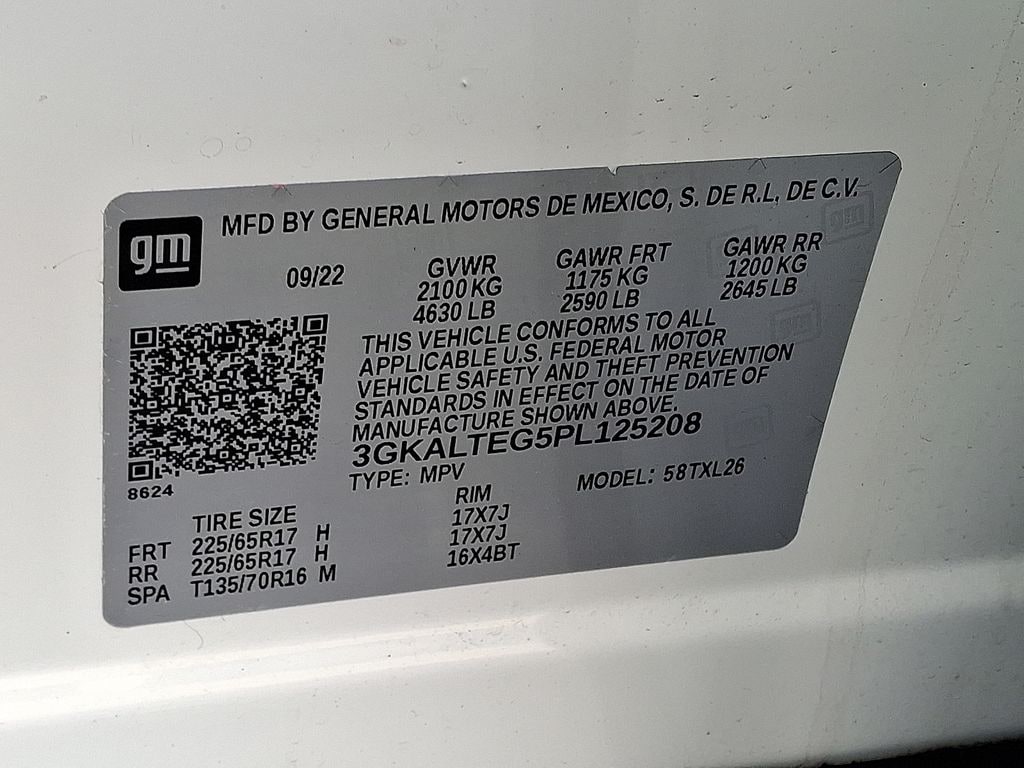 gm
MFD BY GENERAL MOTORS DE MEXICO, S. DE R.L. DE C.V.
09/22 GVWR GAWR FRT GAWR RR
2100 KG 1175 KG 1200 KG
4630 LB 2590 LB 2645 LB
THIS VEHICLE CONFORMS TO ALL
APPLICABLE U.S. FEDERAL MOTOR
VEHICLE SAFETY AND THEFT PREVENTION
STANDARDS IN EFFECT ON THE DATE OF
MANUFACTURE SHOWN ABOVE.
3GKALTEG5PL125208
8624
TYPE: MPV MODEL: 58TXL26
TIRE SIZE RIM
FRT 225/65R17 H 17X7J
RR 225/65R17 H 17X7J
SPA T135/70R16 M 16X4BT